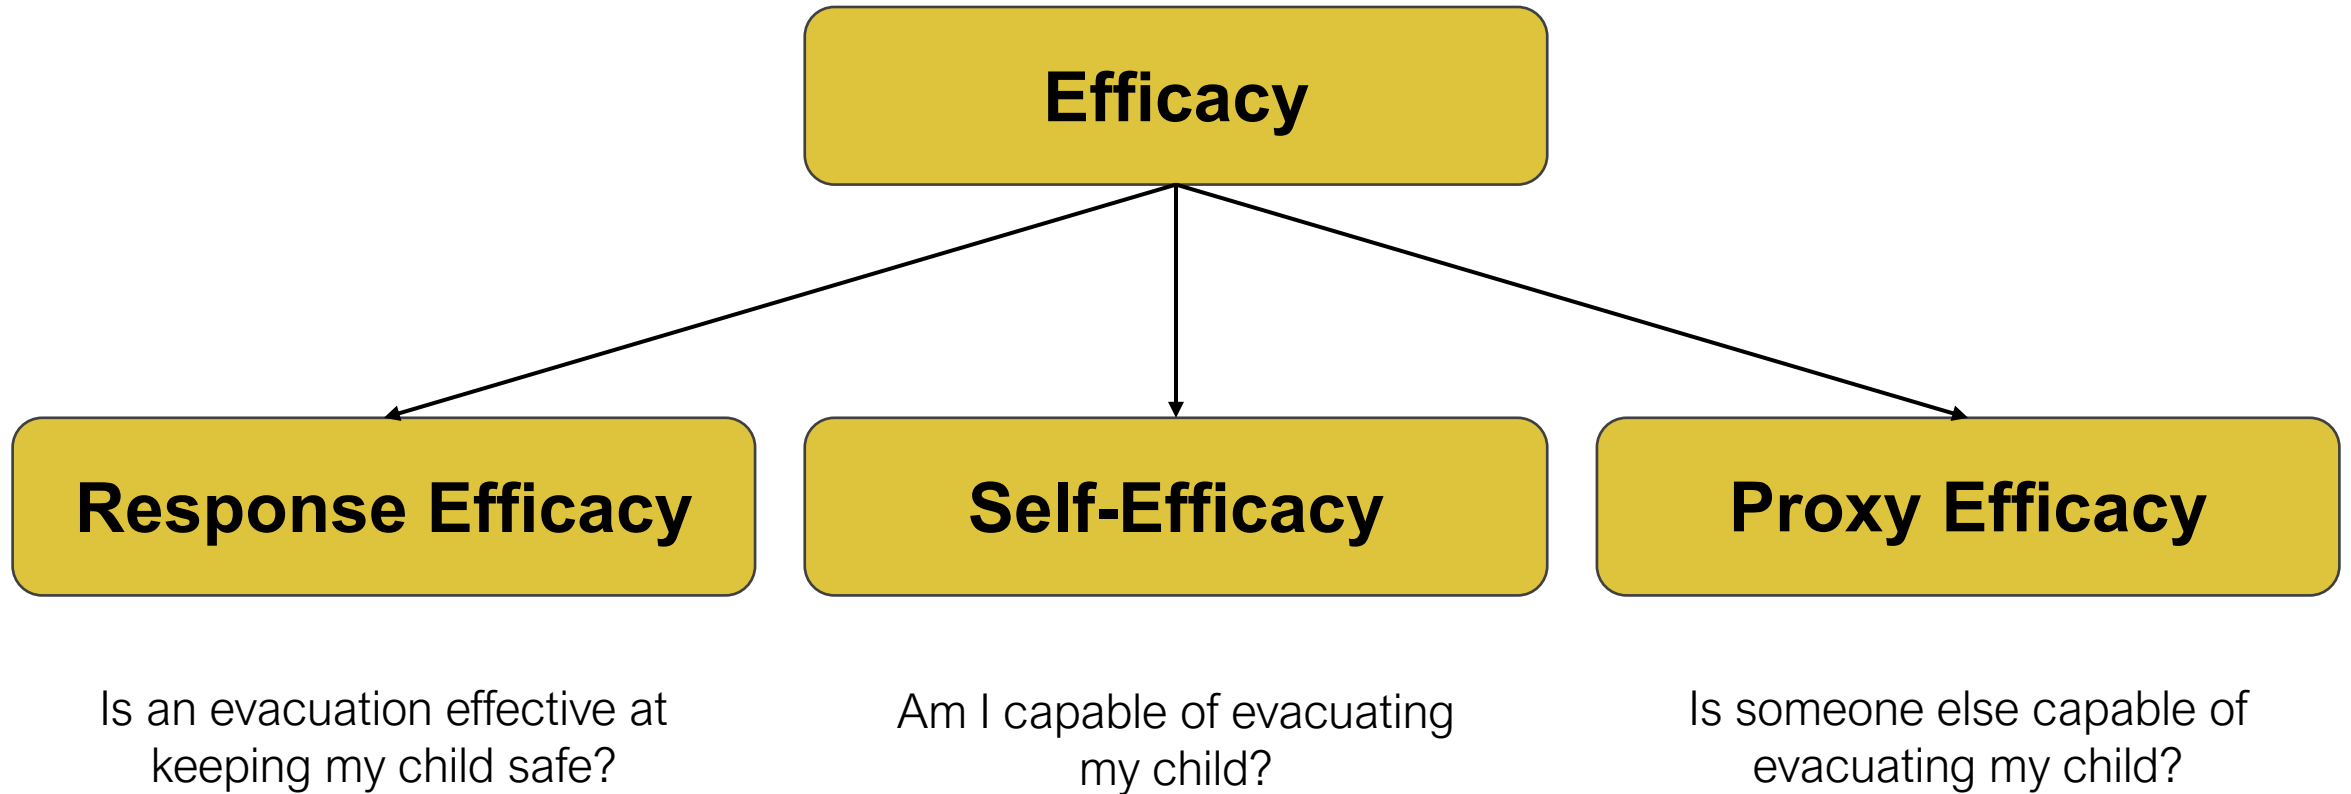 Efficacy
Response Efficacy
Self-Efficacy
Proxy Efficacy
Is an evacuation effective at
keeping my child safe?
Am I capable of evacuating
my child?
Is someone else capable of
evacuating my child?